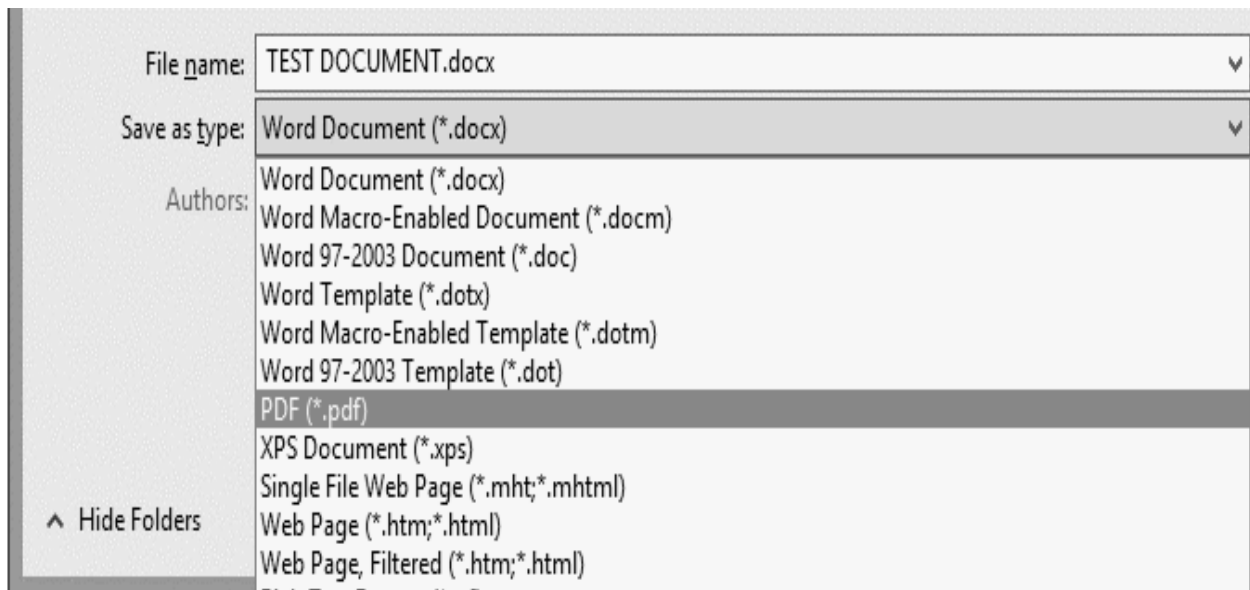 File name: TEST DOCUMENT.docx
Save as type: Word Document (*.docx)
Authors:
Word Document (*.docx)
Word Macro-Enabled Document (*.docm)
Word 97-2003 Document (*.doc)
Word Template (*.dotx)
Word Macro-Enabled Template (*.dotm)
Word 97-2003 Template (*.dot)
PDF (*.pdf)
XPS Document (*.xps)
Single File Web Page (*.mht;*.mhtml)
Hide Folders
Web Page (*.htm;*.html)
Web Page, Filtered (*.htm;*.html)